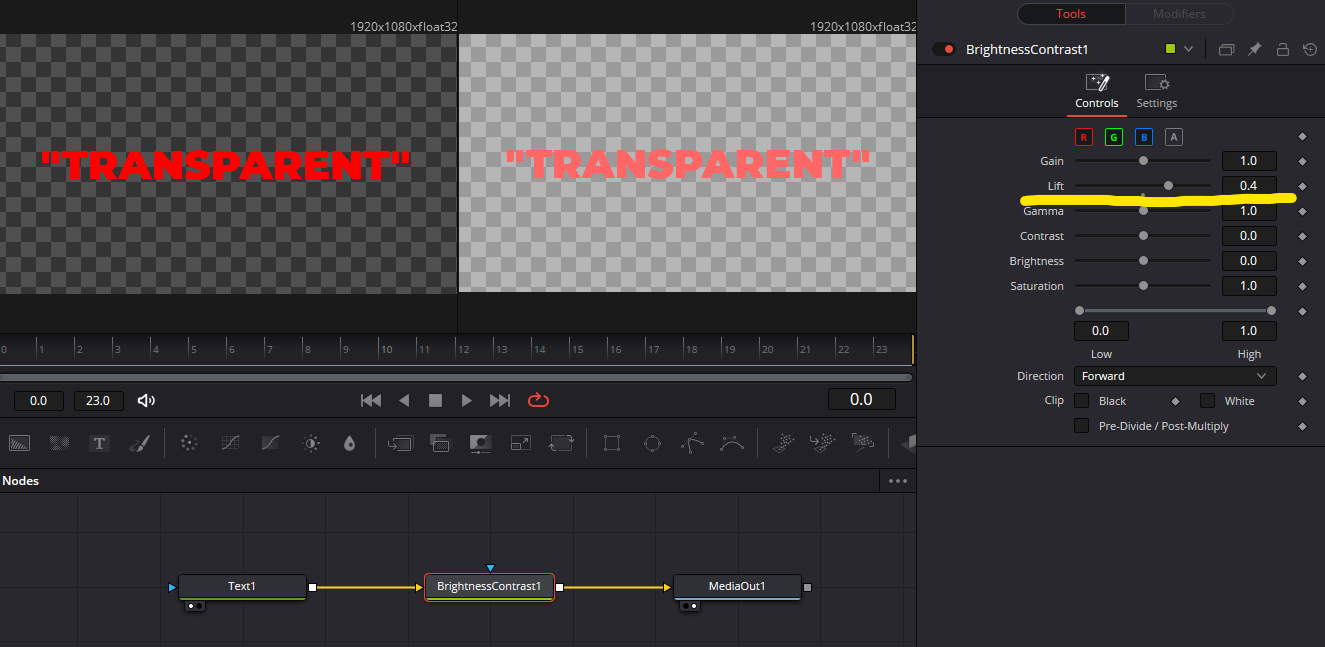 1920x1080xfloat32
1920x1080xfloat32
"TRANSPARENT"
"TRANSPARENT"
0 1 2 3 4 5 6 7 8 9 10 11 12 13 14 15 16 17 18 19 20 21 22 23
0.0 23.0 0.0
T
Nodes
Text1 BrightnessContrast1 MediaOut1
Tools Modifiers
BrightnessContrast1
Controls Settings
R G B A
Gain 1.0
Lift 0.4
Gamma 1.0
Contrast 0.0
Brightness 0.0
Saturation 1.0
0.0 1.0
Low High
Direction Forward
Clip Black White
Pre-Divide / Post-Multiply